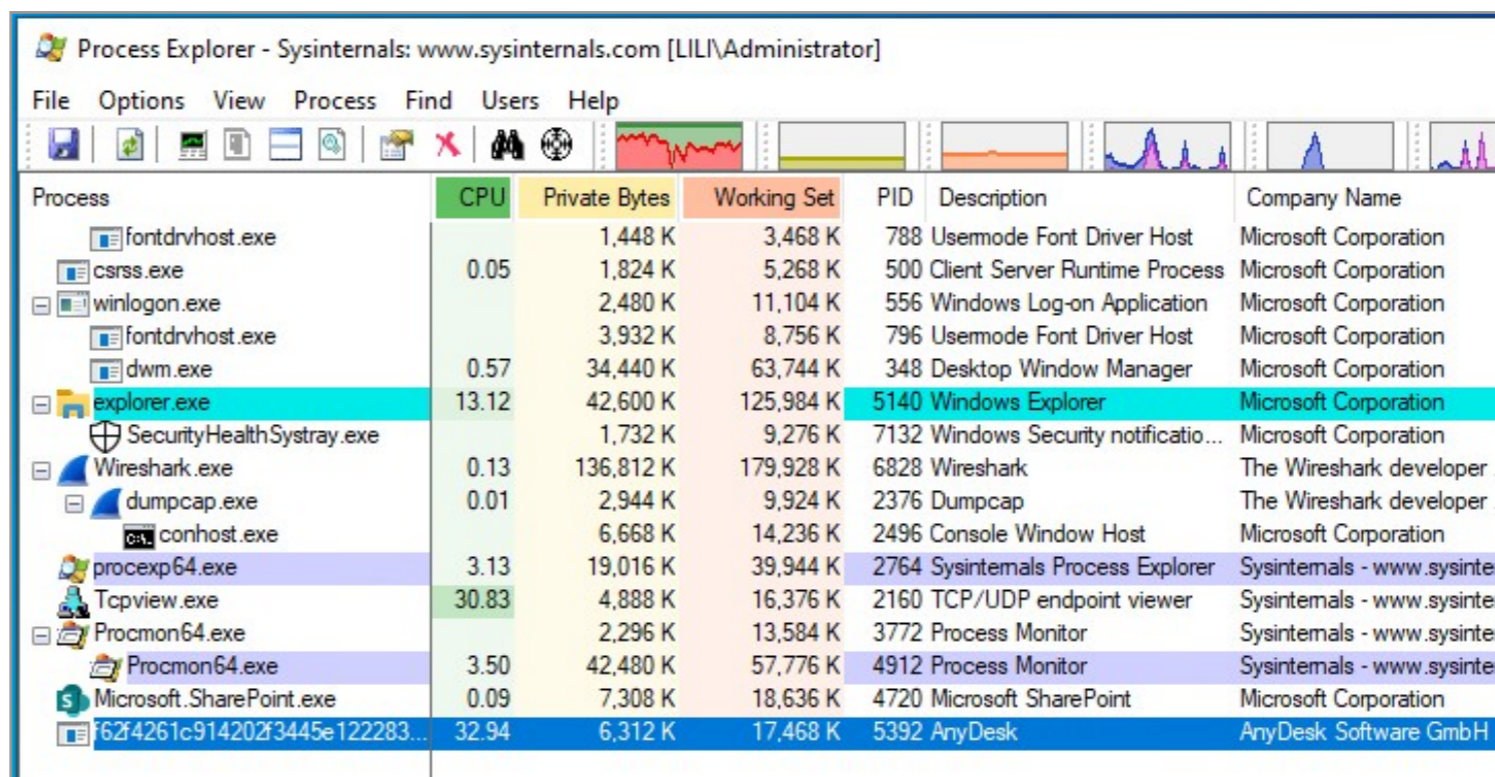 Process Explorer - Sysinternals: www.sysinternals.com [LILI\Administrator]
File Options View Process Find Users Help
Process CPU Private Bytes Working Set PID Description Company Name
fontdrvhost.exe 1,448 K 3,468 K 788 Usermode Font Driver Host Microsoft Corporation
csrss.exe 0.05 1,824 K 5,268 K 500 Client Server Runtime Process Microsoft Corporation
winlogon.exe 2,480 K 11,104 K 556 Windows Log-on Application Microsoft Corporation
fontdrvhost.exe 3,932 K 8,756 K 796 Usermode Font Driver Host Microsoft Corporation
dwm.exe 0.57 34,440 K 63,744 K 348 Desktop Window Manager Microsoft Corporation
explorer.exe 13.12 42,600 K 125,984 K 5140 Windows Explorer Microsoft Corporation
SecurityHealthSystray.exe 1,732 K 9,276 K 7132 Windows Security notificatio... Microsoft Corporation
Wireshark.exe 0.13 136,812 K 179,928 K 6828 Wireshark The Wireshark developer
dumpcap.exe 0.01 2,944 K 9,924 K 2376 Dumpcap The Wireshark developer
conhost.exe 6,668 K 14,236 K 2496 Console Window Host Microsoft Corporation
procexp64.exe 3.13 19,016 K 39,944 K 2764 Sysinternals Process Explorer Sysinternals - www.sysinte
Tcpview.exe 30.83 4,888 K 16,376 K 2160 TCP/UDP endpoint viewer Sysinternals - www.sysinte
Procmon64.exe 2,296 K 13,584 K 3772 Process Monitor Sysinternals - www.sysinte
Procmon64.exe 3.50 42,480 K 57,776 K 4912 Process Monitor Sysinternals - www.sysinte
Microsoft.SharePoint.exe 0.09 7,308 K 18,636 K 4720 Microsoft SharePoint Microsoft Corporation
f62f4261c914202f3445e122283... 32.94 6,312 K 17,468 K 5392 AnyDesk AnyDesk Software GmbH